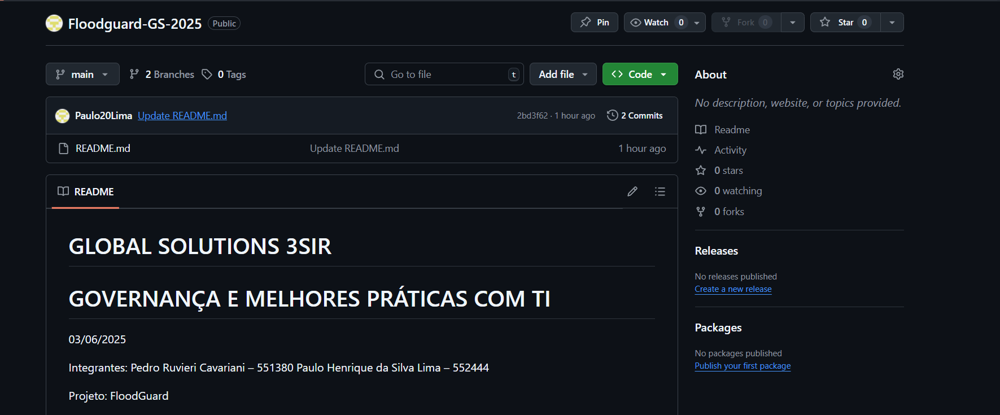 Floodguard-GS-2025 Public Pin Watch 0 Fork 0 Star 0
main 2 Branches 0 Tags Go to file t Add file Code
Paulo20Lima Update README.md 2bd3f62 · 1 hour ago 2 Commits
README.md Update README.md 1 hour ago
README
GLOBAL SOLUTIONS 3SIR
GOVERNANÇA E MELHORES PRÁTICAS COM TI
03/06/2025
Integrantes: Pedro Ruvieri Cavariani – 551380 Paulo Henrique da Silva Lima – 552444
Projeto: FloodGuard
About
No description, website, or topics provided.
Readme
Activity
0 stars
0 watching
0 forks
Releases
No releases published
Create a new release
Packages
No packages published
Publish your first package